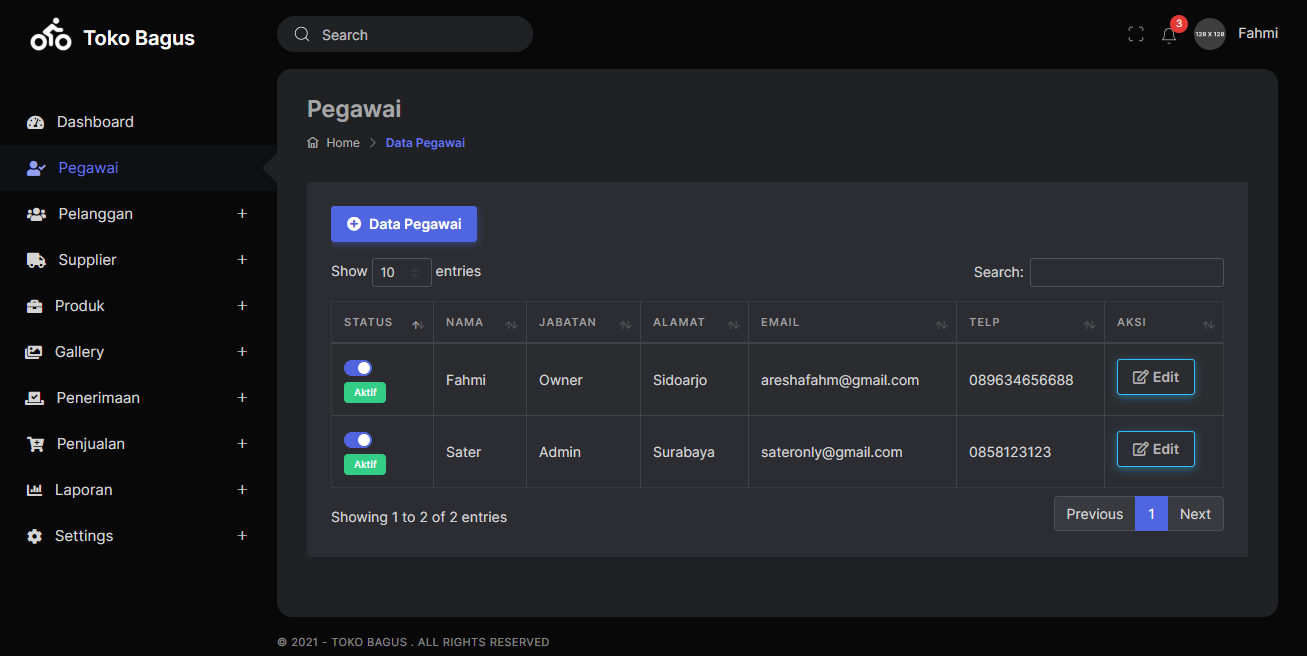 Toko Bagus
Search
3
128 X 128
Fahmi
Dashboard
Pegawai
Pelanggan +
Supplier +
Produk +
Gallery +
Penerimaan +
Penjualan +
Laporan +
Settings +
Pegawai
Home > Data Pegawai
Data Pegawai
Show 10 entries
Search:
STATUS NAMA JABATAN ALAMAT EMAIL TELP AKSI
Aktif Fahmi Owner Sidoarjo areshafahm@gmail.com 089634656688 Edit
Aktif Sater Admin Surabaya sateronly@gmail.com 0858123123 Edit
Showing 1 to 2 of 2 entries
Previous 1 Next
© 2021 - TOKO BAGUS . ALL RIGHTS RESERVED